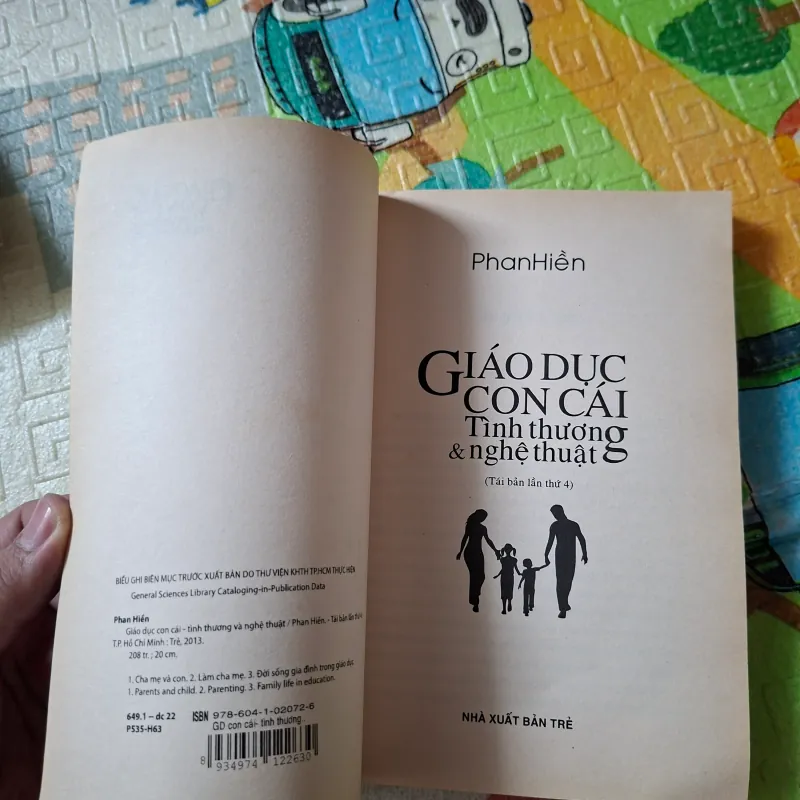 BIỂU GHI BIÊN MỤC TRƯỚC XUẤT BẢN DO THƯ VIỆN KHTH TP.HCM THỰC HIỆN
General Sciences Library Cataloging-in-Publication Data
Phan Hiền
Giáo dục con cái - tình thương và nghệ thuật / Phan Hiền. - Tái bản lần thứ
T.P. Hồ Chí Minh : Trẻ, 2013.
208 tr. ; 20 cm.
1. Cha mẹ và con. 2. Làm cha mẹ. 3. Đời sống gia đình trong giáo dục
1. Parents and child. 2. Parenting. 3. Family life in education.
649.1 – dc 22
P535-H63
ISBN 978-604-1-02072-6
GD con cái- tình thương
8 934974 122630
PhanHiền
GIÁO DỤC
CON CÁI
Tình thương
& nghệ thuật
(Tái bản lần thứ 4)
NHÀ XUẤT BẢN TRẺ